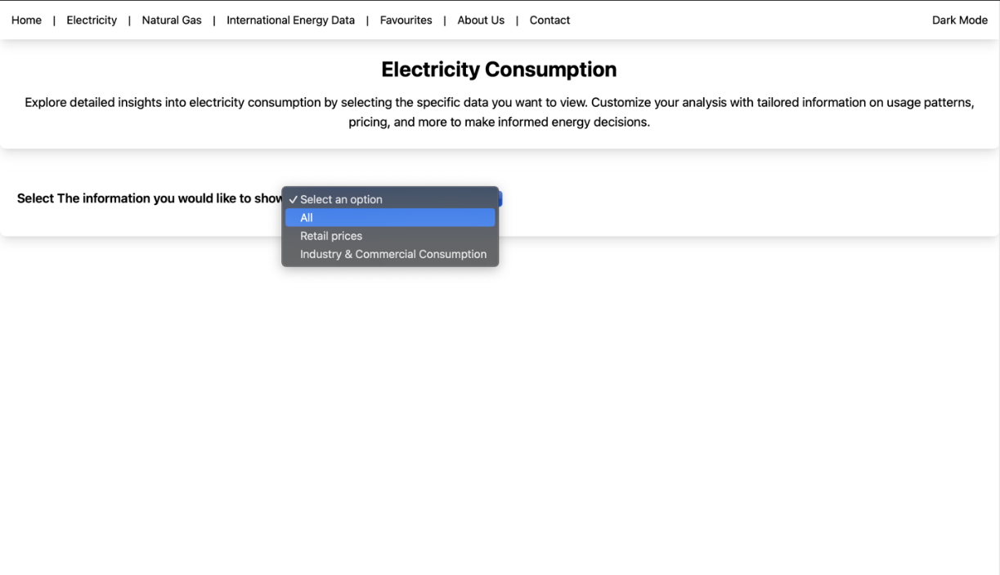 Home | Electricity | Natural Gas | International Energy Data | Favourites | About Us | Contact Dark Mode
Electricity Consumption
Explore detailed insights into electricity consumption by selecting the specific data you want to view. Customize your analysis with tailored information on usage patterns,
pricing, and more to make informed energy decisions.
Select The information you would like to show
✓ Select an option
All
Retail prices
Industry & Commercial Consumption